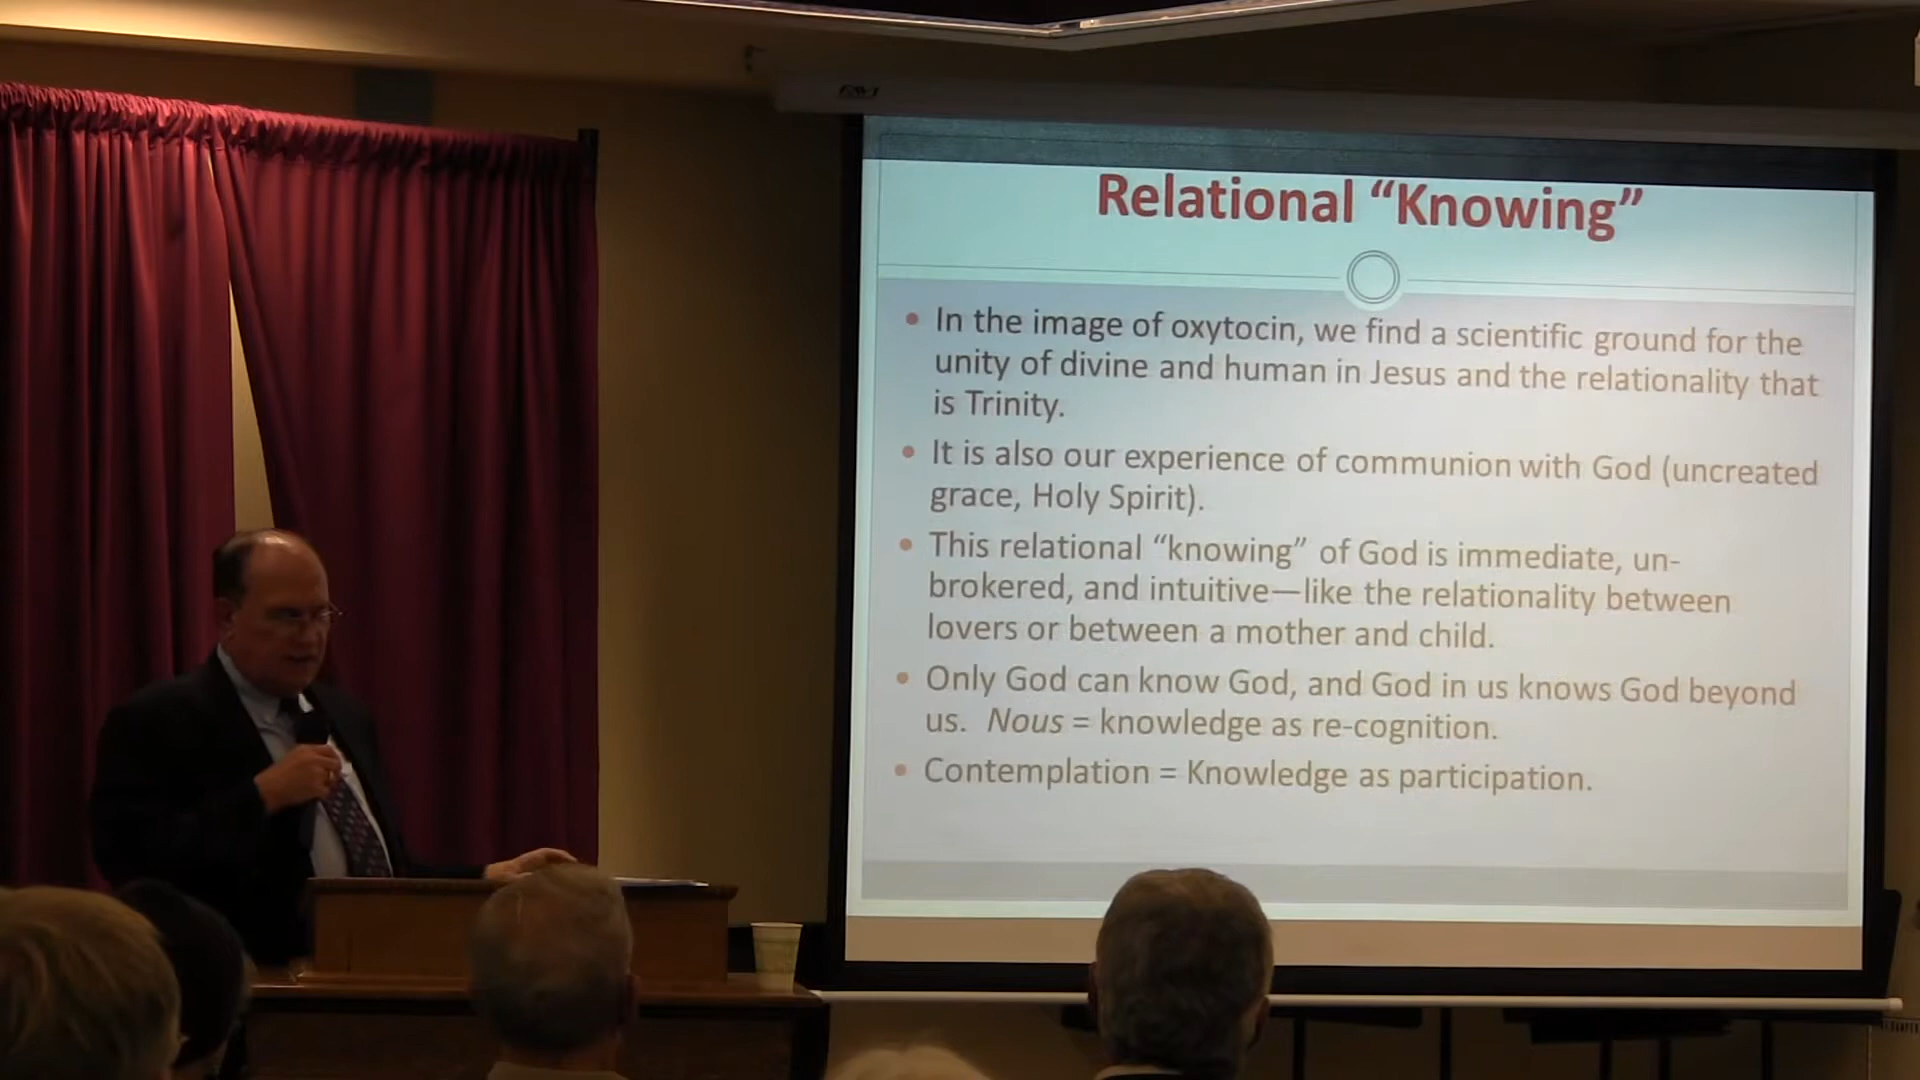 Relational “Knowing”
• In the image of oxytocin, we find a scientific ground for the
unity of divine and human in Jesus and the relationality that
is Trinity.
• It is also our experience of communion with God (uncreated
grace, Holy Spirit).
• This relational “knowing” of God is immediate, un-
brokered, and intuitive—like the relationality between
lovers or between a mother and child.
• Only God can know God, and God in us knows God beyond
us. Nous = knowledge as re-cognition.
• Contemplation = Knowledge as participation.